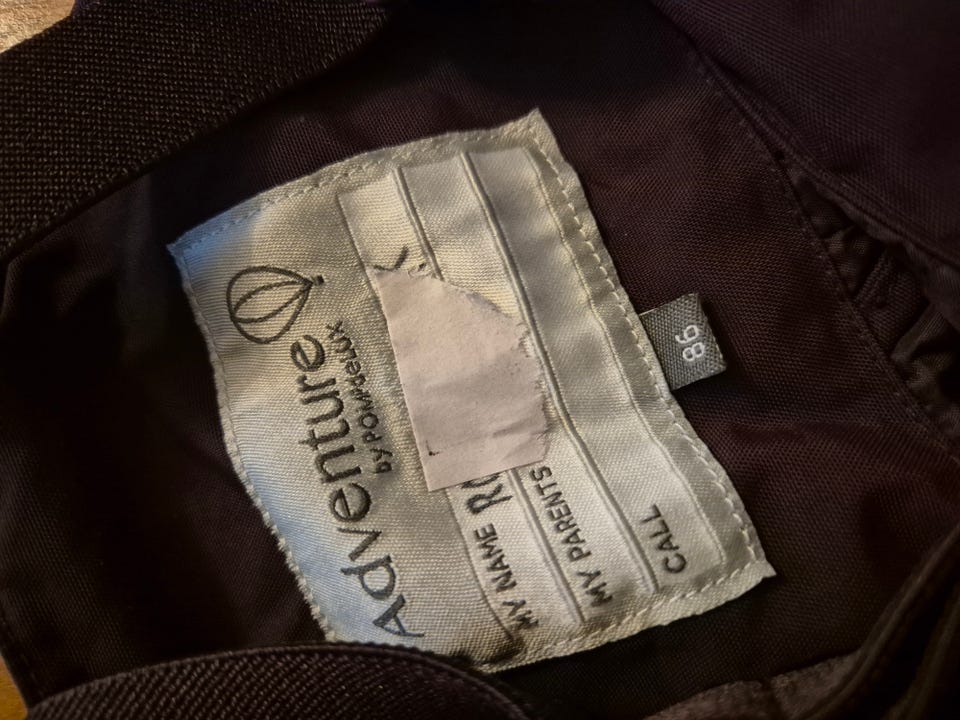 Adventure
by POMPdeLUX
MY NAME
MY PARENTS
CALL
86